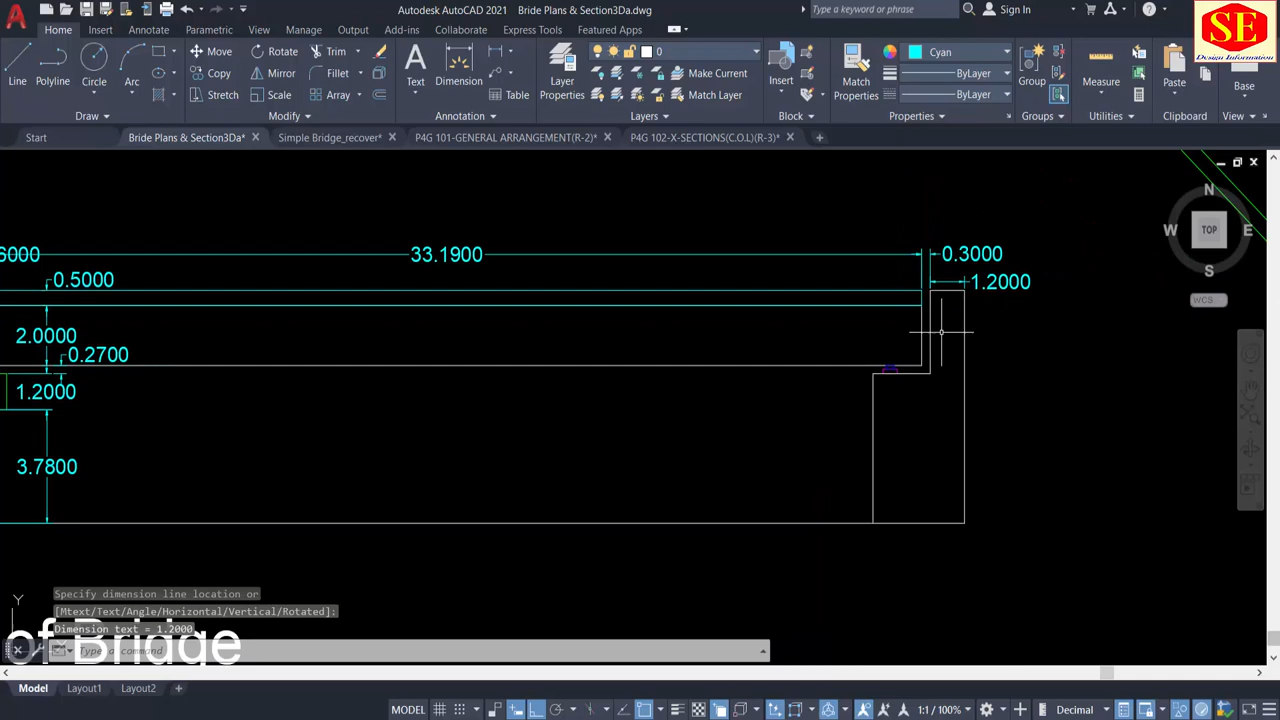 Autodesk AutoCAD 2021 Bride Plans & Section3Da.dwg
Type a keyword or phrase
Sign In
SE
Design Information
Home Insert Annotate Parametric View Manage Output Add-ins Collaborate Express Tools Featured Apps
Line Polyline Circle Arc
Move Rotate Trim
Copy Mirror Fillet
Stretch Scale Array
Text Dimension Table
Layer Properties
0
Make Current
Match Layer
Insert
Match Properties
Cyan
ByLayer
ByLayer
Group
Measure
Paste
Base
Draw Modify Annotation Layers Block Properties Groups Utilities Clipboard View
Start Bride Plans & Section3Da* Simple Bridge_recover* P4G 101-GENERAL ARRANGEMENT(R-2)* P4G 102-X-SECTIONS(C.O.L)(R-3)*
N
W TOP E
S
WCS
6000 33.1900 0.3000
0.5000 1.2000
2.0000
0.2700
1.2000
3.7800
Y
Specify dimension line location or
[Mtext/Text/Angle/Horizontal/Vertical/Rotated]:
Dimension text = 1.2000
of Bridge
Type a command
Model Layout1 Layout2
MODEL 1:1 / 100% Decimal